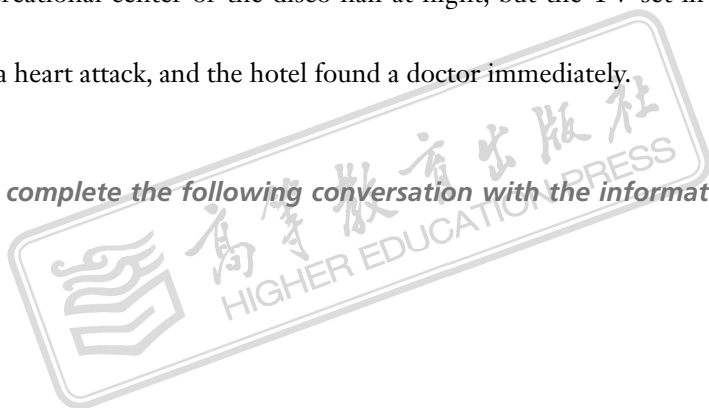 creational center or the disco hall at night, but the TV set in
a heart attack, and the hotel found a doctor immediately.
complete the following conversation with the informat
高等教育出版社
HIGHER EDUCATION PRESS